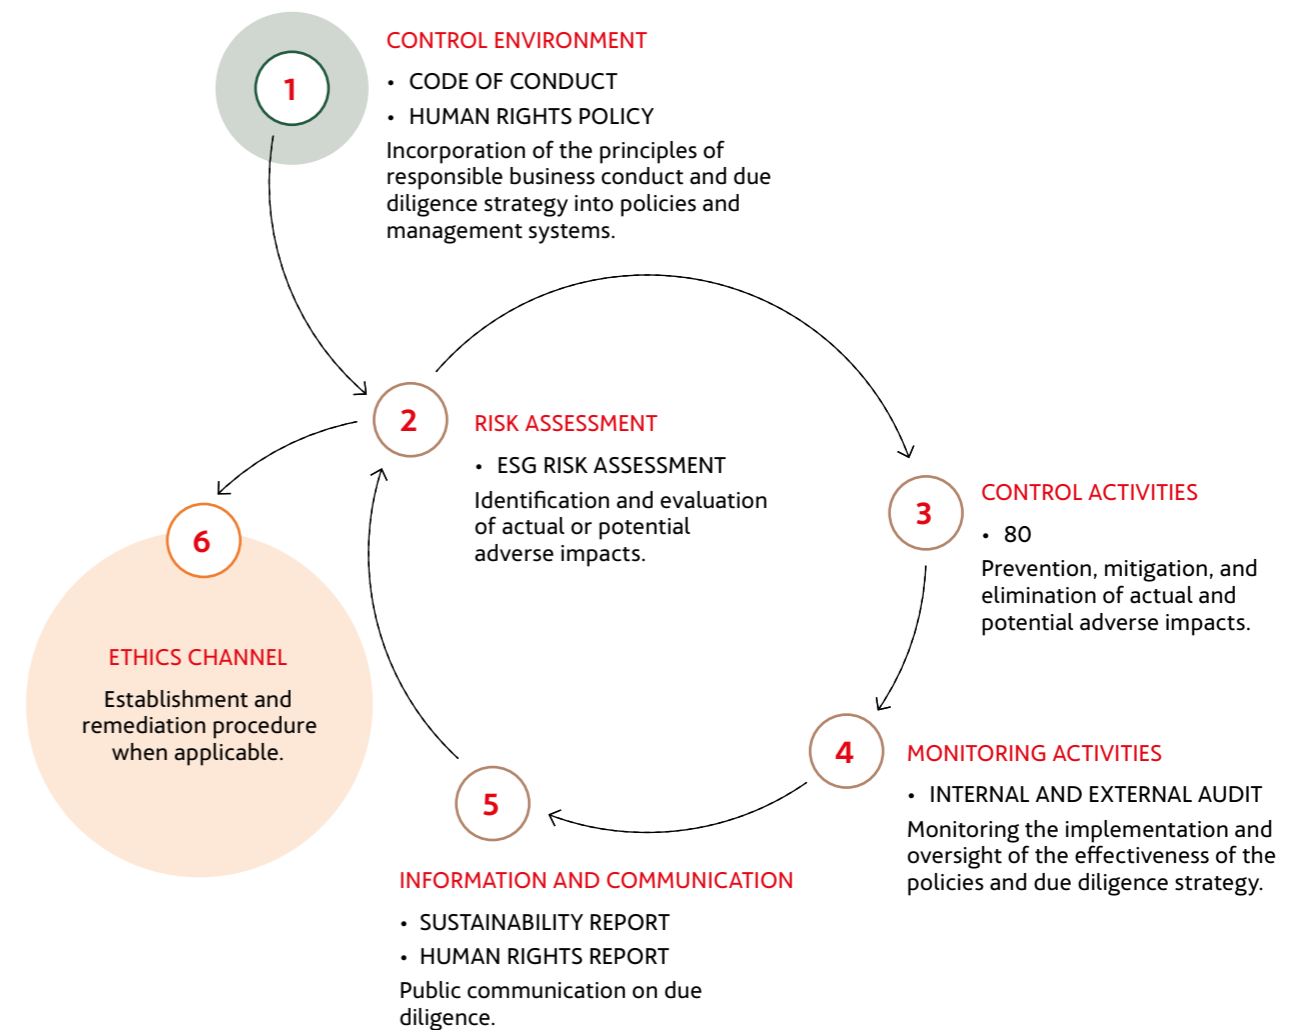 1
CONTROL ENVIRONMENT
• CODE OF CONDUCT
• HUMAN RIGHTS POLICY
Incorporation of the principles of
responsible business conduct and due
diligence strategy into policies and
management systems.
2
RISK ASSESSMENT
• ESG RISK ASSESSMENT
Identification and evaluation
of actual or potential
adverse impacts.
3
CONTROL ACTIVITIES
• 80
Prevention, mitigation, and
elimination of actual and
potential adverse impacts.
4
MONITORING ACTIVITIES
• INTERNAL AND EXTERNAL AUDIT
Monitoring the implementation and
oversight of the effectiveness of the
policies and due diligence strategy.
5
INFORMATION AND COMMUNICATION
• SUSTAINABILITY REPORT
• HUMAN RIGHTS REPORT
Public communication on due
diligence.
6
ETHICS CHANNEL
Establishment and
remediation procedure
when applicable.